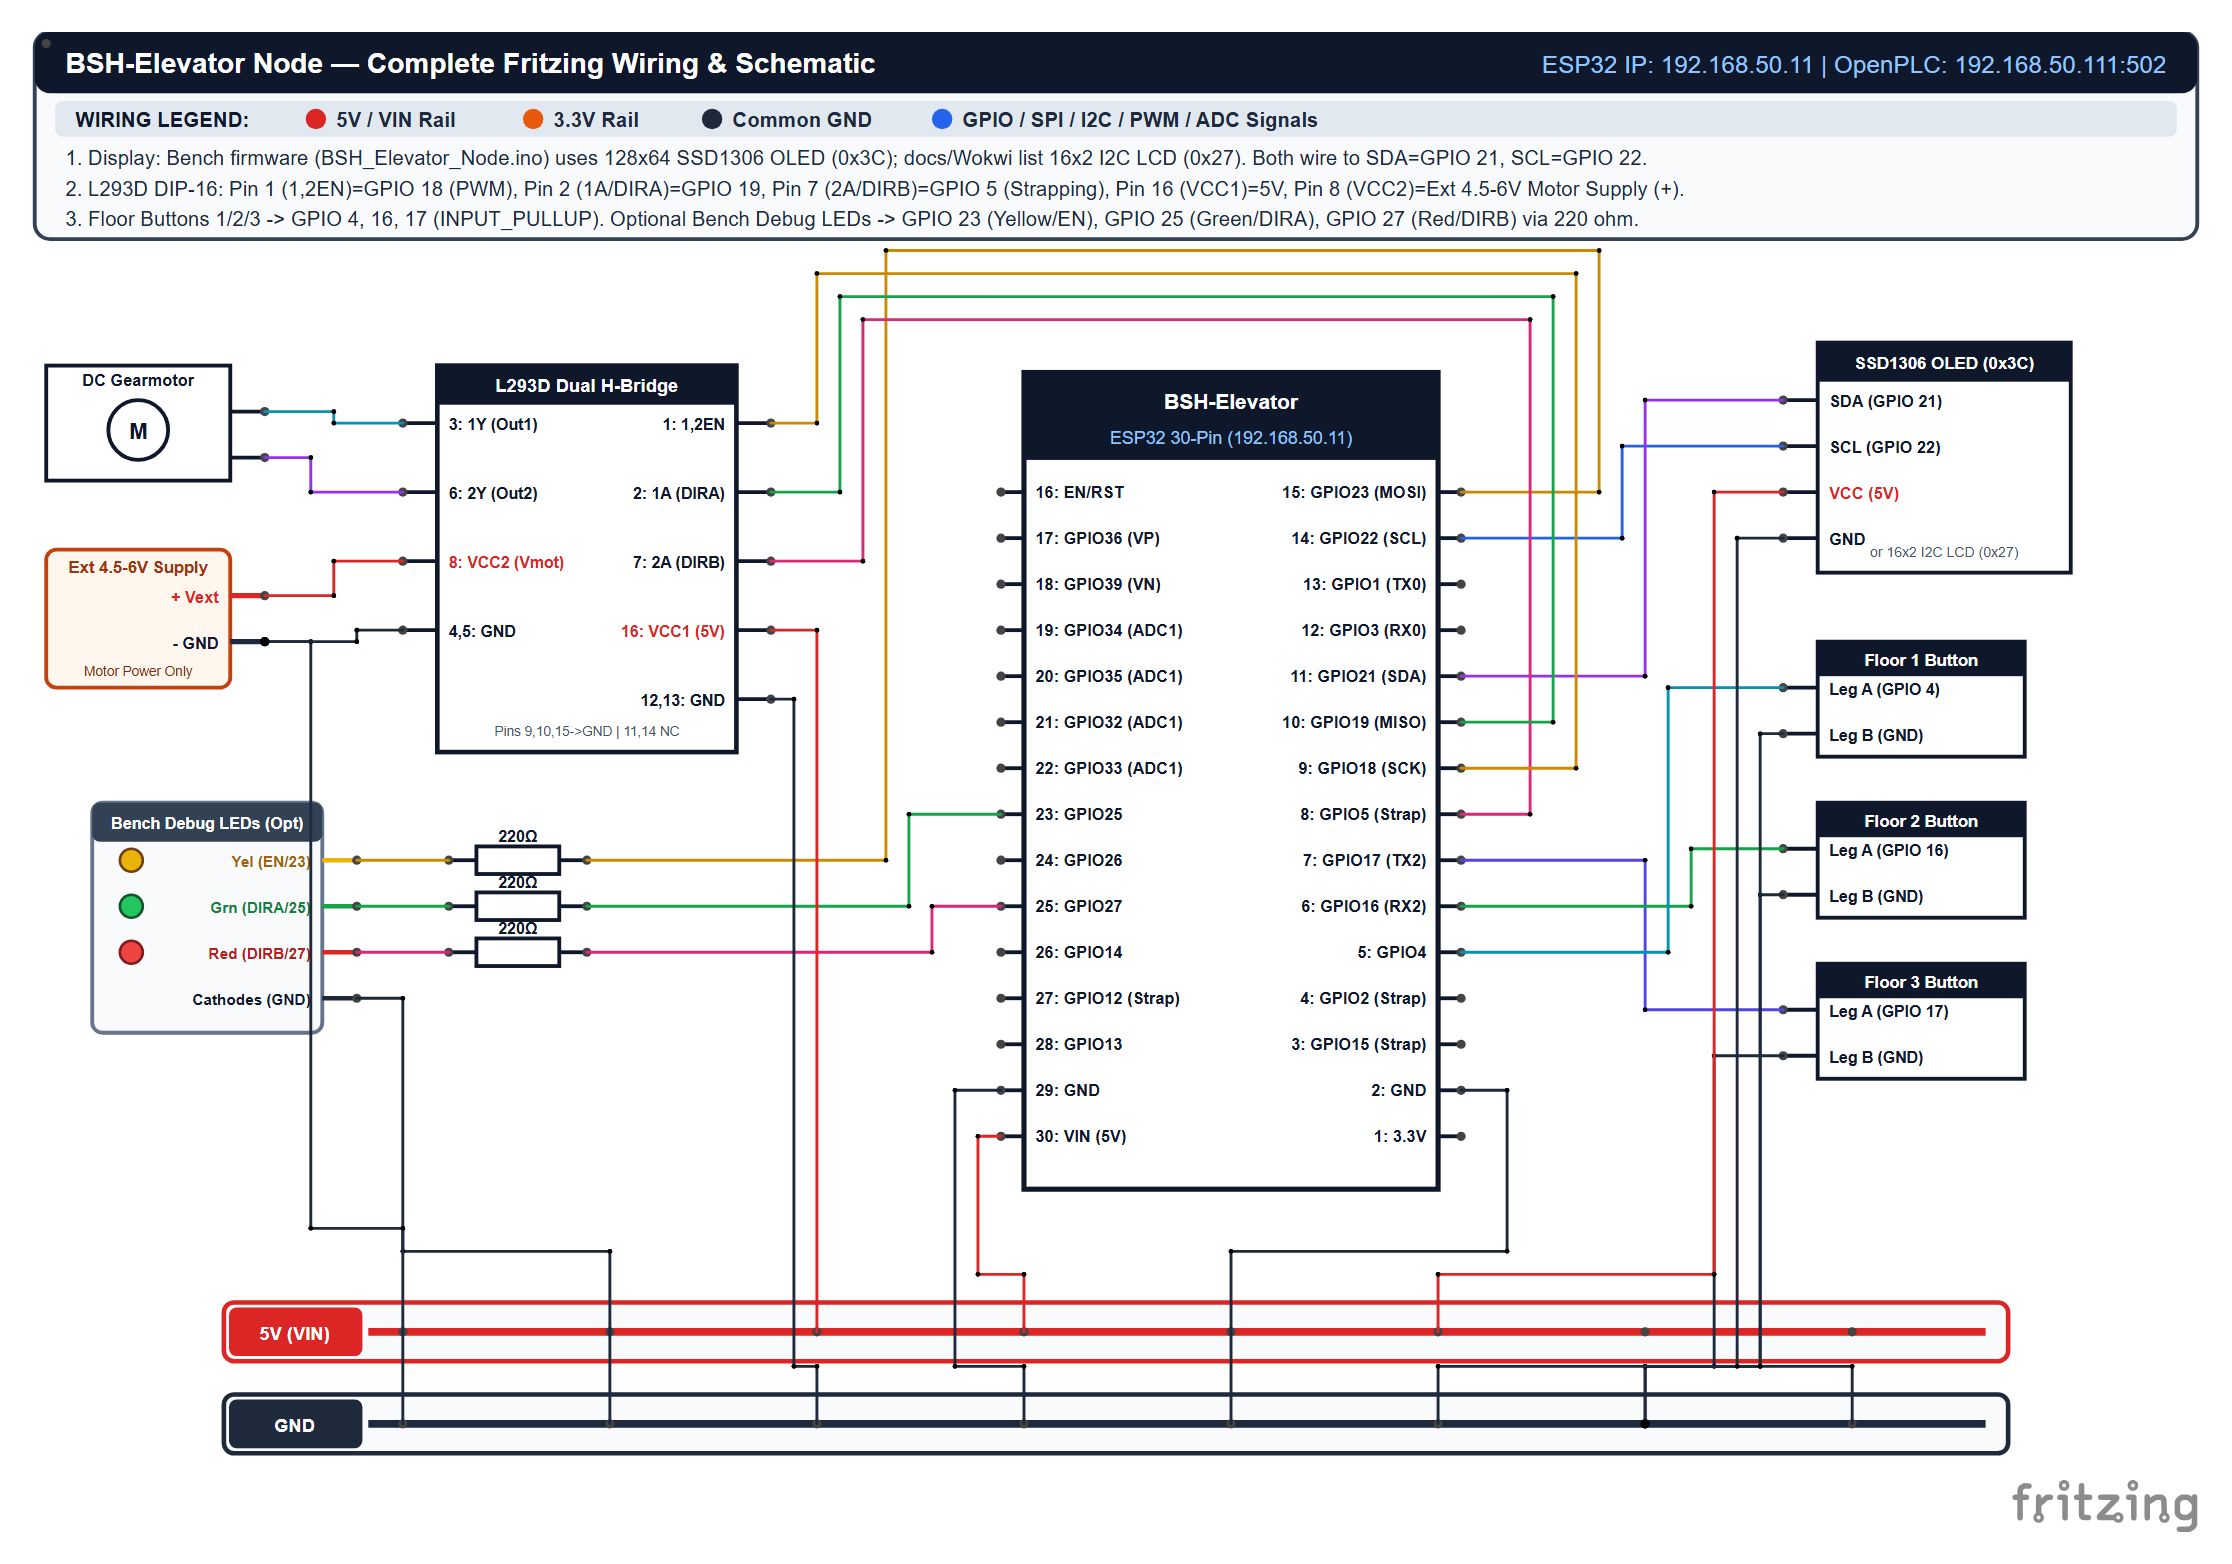 BSH-Elevator Node — Complete Fritzing Wiring & Schematic
ESP32 IP: 192.168.50.11 | OpenPLC: 192.168.50.111:502
WIRING LEGEND:
5V / VIN Rail
3.3V Rail
Common GND
GPIO / SPI / I2C / PWM / ADC Signals
1. Display: Bench firmware (BSH_Elevator_Node.ino) uses 128x64 SSD1306 OLED (0x3C); docs/Wokwi list 16x2 I2C LCD (0x27). Both wire to SDA=GPIO 21, SCL=GPIO 22.
2. L293D DIP-16: Pin 1 (1,2EN)=GPIO 18 (PWM), Pin 2 (1A/DIRA)=GPIO 19, Pin 7 (2A/DIRB)=GPIO 5 (Strapping), Pin 16 (VCC1)=5V, Pin 8 (VCC2)=Ext 4.5-6V Motor Supply (+).
3. Floor Buttons 1/2/3 -> GPIO 4, 16, 17 (INPUT_PULLUP). Optional Bench Debug LEDs -> GPIO 23 (Yellow/EN), GPIO 25 (Green/DIRA), GPIO 27 (Red/DIRB) via 220 ohm.
DC Gearmotor
M
Ext 4.5-6V Supply
+ Vext
- GND
Motor Power Only
L293D Dual H-Bridge
3: 1Y (Out1)
1: 1,2EN
6: 2Y (Out2)
2: 1A (DIRA)
8: VCC2 (Vmot)
7: 2A (DIRB)
4,5: GND
16: VCC1 (5V)
12,13: GND
Pins 9,10,15->GND | 11,14 NC
Bench Debug LEDs (Opt)
Yel (EN/23)
Grn (DIRA/25)
Red (DIRB/27)
Cathodes (GND)
220Ω
220Ω
220Ω
BSH-Elevator
ESP32 30-Pin (192.168.50.11)
16: EN/RST
15: GPIO23 (MOSI)
17: GPIO36 (VP)
14: GPIO22 (SCL)
18: GPIO39 (VN)
13: GPIO1 (TX0)
19: GPIO34 (ADC1)
12: GPIO3 (RX0)
20: GPIO35 (ADC1)
11: GPIO21 (SDA)
21: GPIO32 (ADC1)
10: GPIO19 (MISO)
22: GPIO33 (ADC1)
9: GPIO18 (SCK)
23: GPIO25
8: GPIO5 (Strap)
24: GPIO26
7: GPIO17 (TX2)
25: GPIO27
6: GPIO16 (RX2)
26: GPIO14
5: GPIO4
27: GPIO12 (Strap)
4: GPIO2 (Strap)
28: GPIO13
3: GPIO15 (Strap)
29: GND
2: GND
30: VIN (5V)
1: 3.3V
SSD1306 OLED (0x3C)
SDA (GPIO 21)
SCL (GPIO 22)
VCC (5V)
GND
or 16x2 I2C LCD (0x27)
Floor 1 Button
Leg A (GPIO 4)
Leg B (GND)
Floor 2 Button
Leg A (GPIO 16)
Leg B (GND)
Floor 3 Button
Leg A (GPIO 17)
Leg B (GND)
5V (VIN)
GND
fritzing